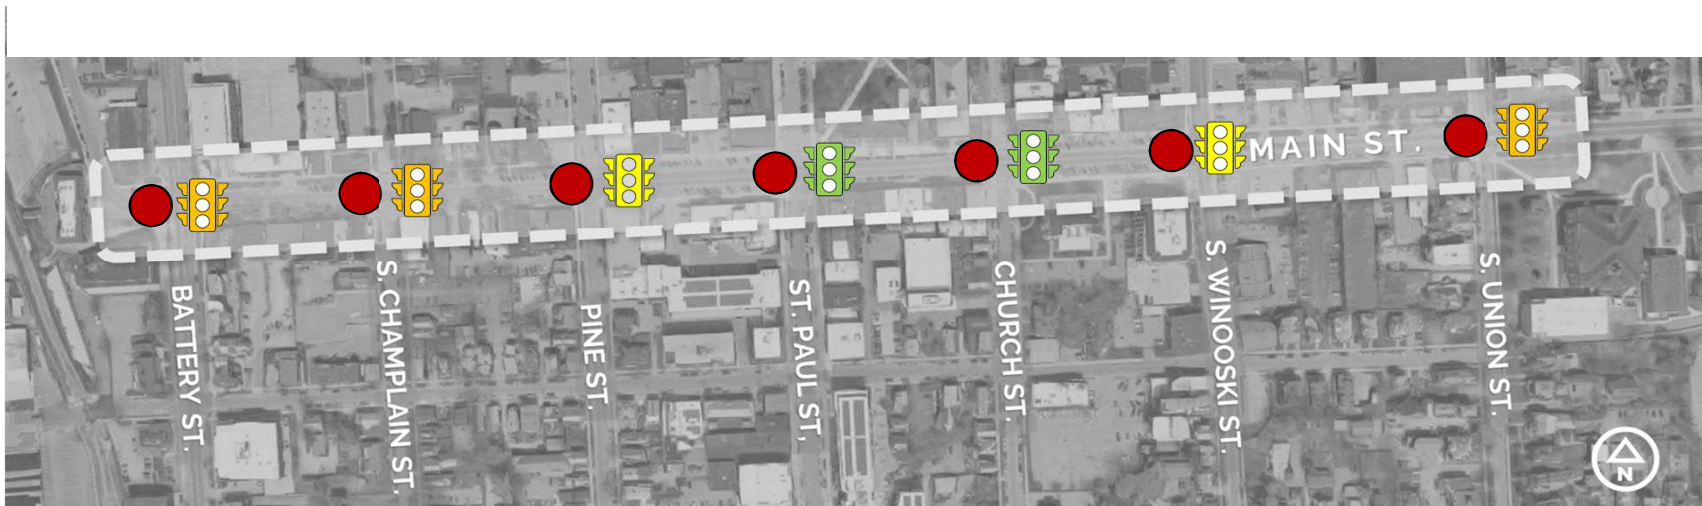 MAIN ST.
BATTERY ST.
S. CHAMPLAIN ST.
PINE ST.
ST. PAUL ST,
CHURCH ST.
S. WINOOSKI ST.
S. UNION ST.
N